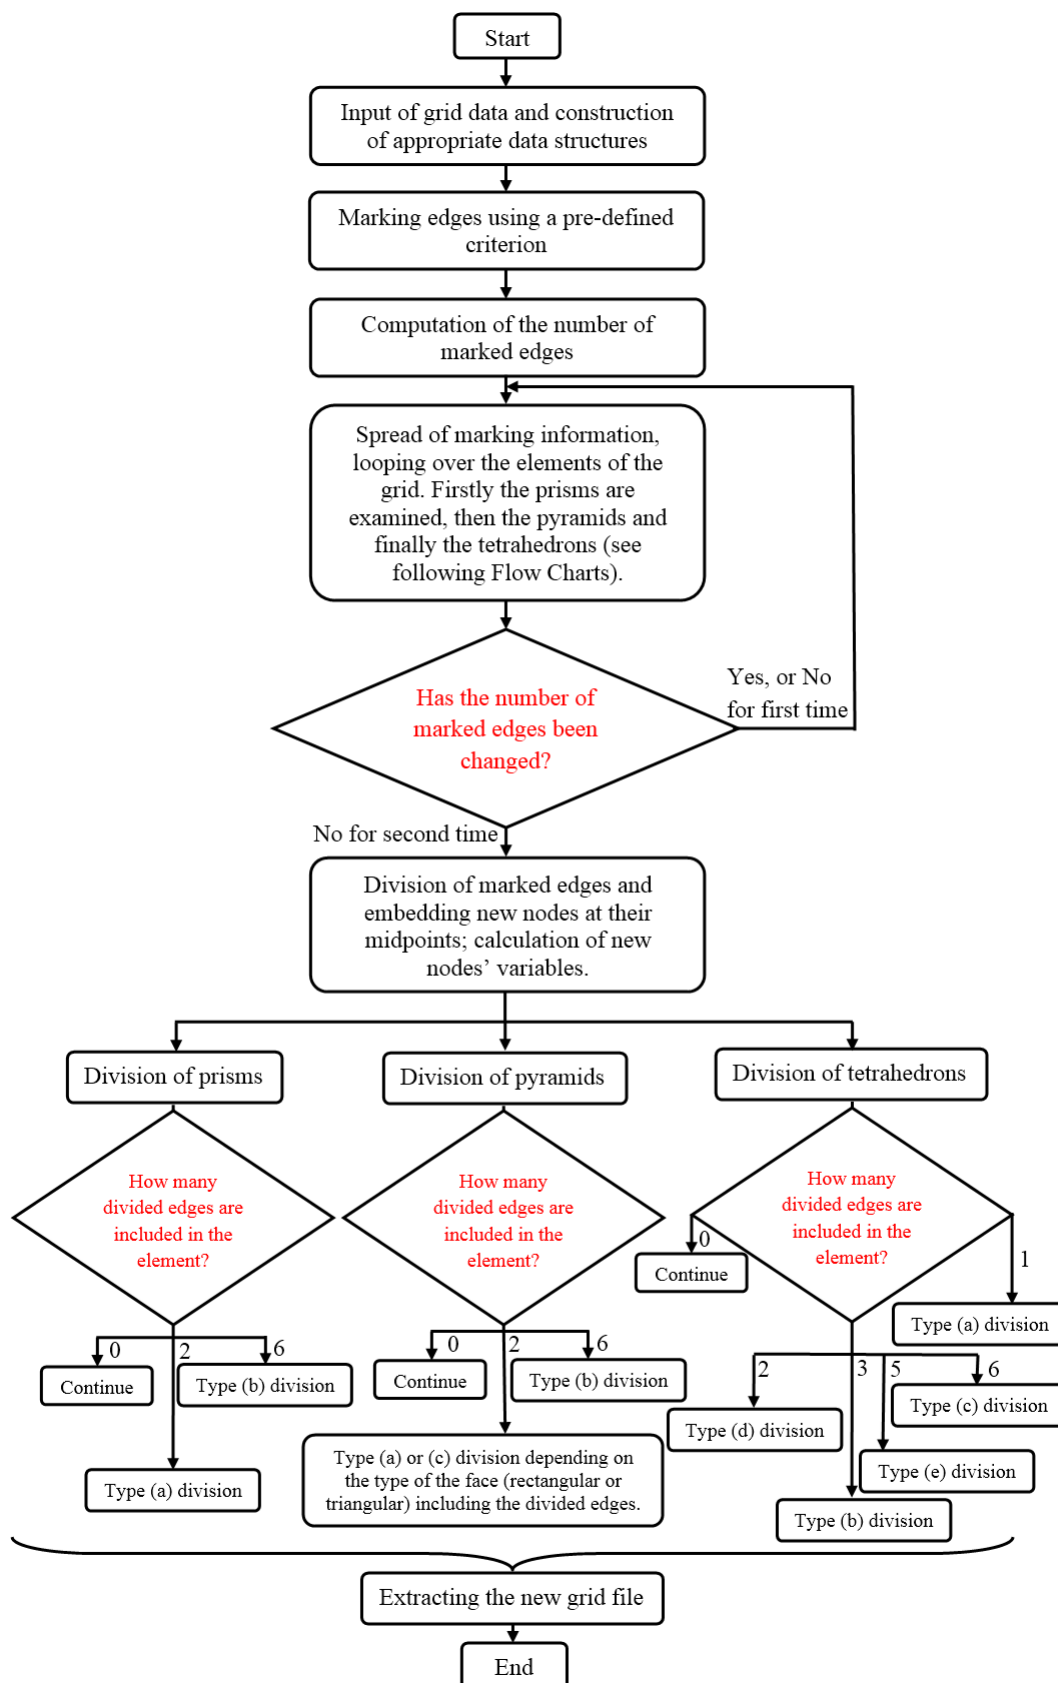 Start
Input of grid data and construction
of appropriate data structures
Marking edges using a pre-defined
criterion
Computation of the number of
marked edges
Spread of marking information,
looping over the elements of the
grid. Firstly the prisms are
examined, then the pyramids and
finally the tetrahedrons (see
following Flow Charts).
Has the number of
marked edges been
changed?
Yes, or No
for first time
No for second time
Division of marked edges and
embedding new nodes at their
midpoints; calculation of new
nodes’ variables.
Division of prisms
How many
divided edges are
included in the
element?
0
2
6
Continue
Type (b) division
Type (a) division
Division of pyramids
How many
divided edges are
included in the
element?
0
2
6
Continue
Type (b) division
Type (a) or (c) division depending on
the type of the face (rectangular or
triangular) including the divided edges.
Division of tetrahedrons
How many
divided edges are
included in the
element?
0
Continue
1
Type (a) division
2
3
5
6
Type (c) division
Type (d) division
Type (e) division
Type (b) division
Extracting the new grid file
End